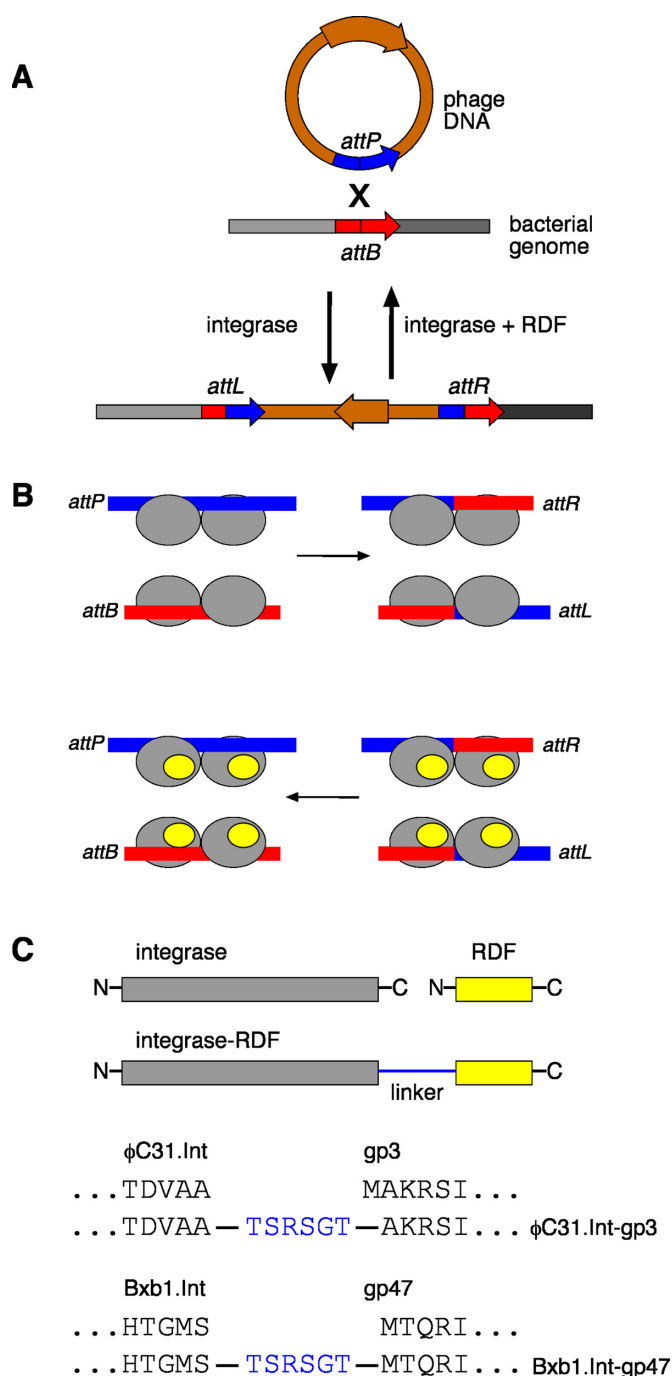 A
phage
DNA
attP
X
bacterial
genome
attB
integrase
integrase + RDF
attL
attR
B
attP
attR
attB
attL
attP
attR
attB
attL
C
integrase
RDF
N
C
N
C
integrase-RDF
N
C
linker
ϕC31.Int
gp3
...TDVAA
MAKRSI...
...TDVAA—TSRSGT—AKRSI... ϕC31.Int-gp3
Bxb1.Int
gp47
...HTGMS
MTQRI...
...HTGMS—TSRSGT—MTQRI... Bxb1.Int-gp47